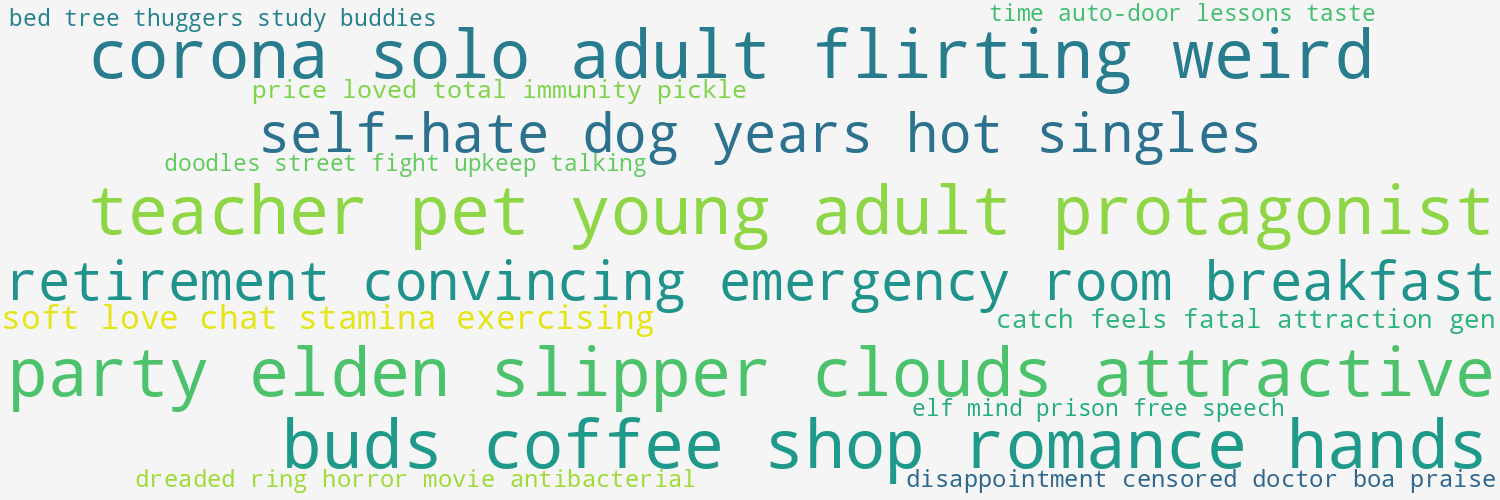 bed tree thuggers study buddies
time auto-door lessons taste
corona solo adult flirting weird
price loved total immunity pickle
self-hate dog years hot singles
doodles street fight upkeep talking
teacher pet young adult protagonist
retirement convincing emergency room breakfast
soft love chat stamina exercising
catch feels fatal attraction gen
party elden slipper clouds attractive
elf mind prison free speech
buds coffee shop romance hands
dreaded ring horror movie antibacterial
disappointment censored doctor boa praise